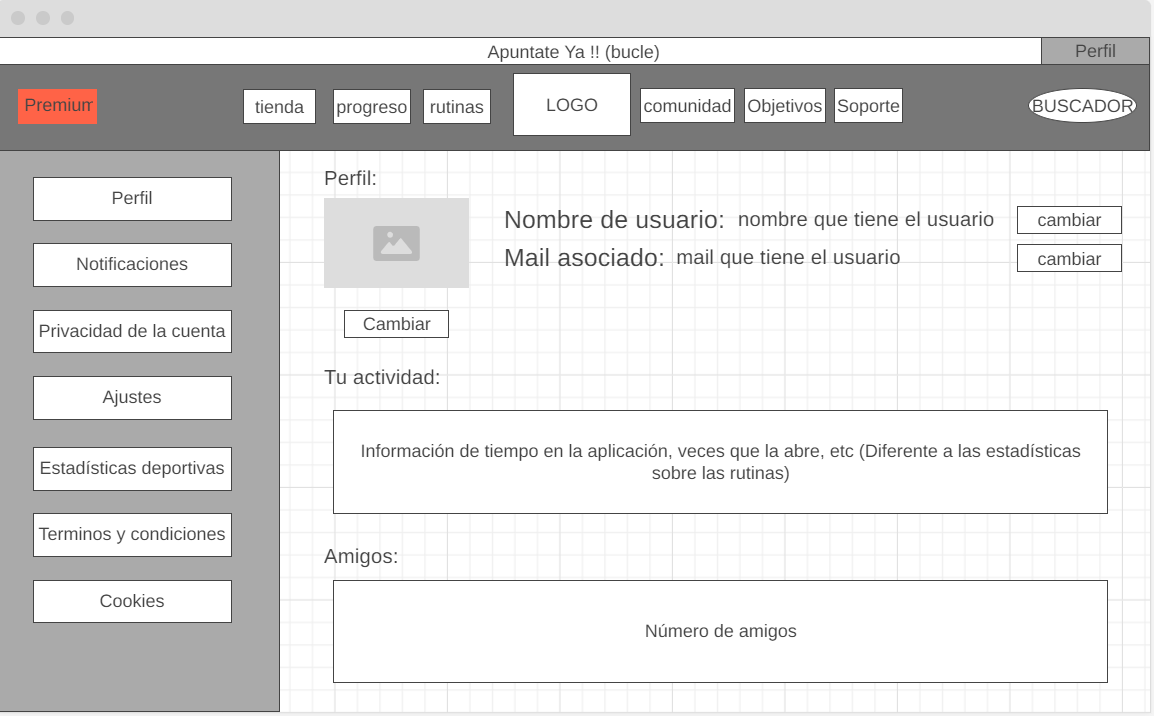 Apuntate Ya !! (bucle)
Perfil
Premium
tienda
progreso
rutinas
LOGO
comunidad
Objetivos
Soporte
BUSCADOR
Perfil
Notificaciones
Privacidad de la cuenta
Ajustes
Estadísticas deportivas
Terminos y condiciones
Cookies
Perfil:
Nombre de usuario: nombre que tiene el usuario
cambiar
Mail asociado: mail que tiene el usuario
cambiar
Cambiar
Tu actividad:
Información de tiempo en la aplicación, veces que la abre, etc (Diferente a las estadísticas
sobre las rutinas)
Amigos:
Número de amigos